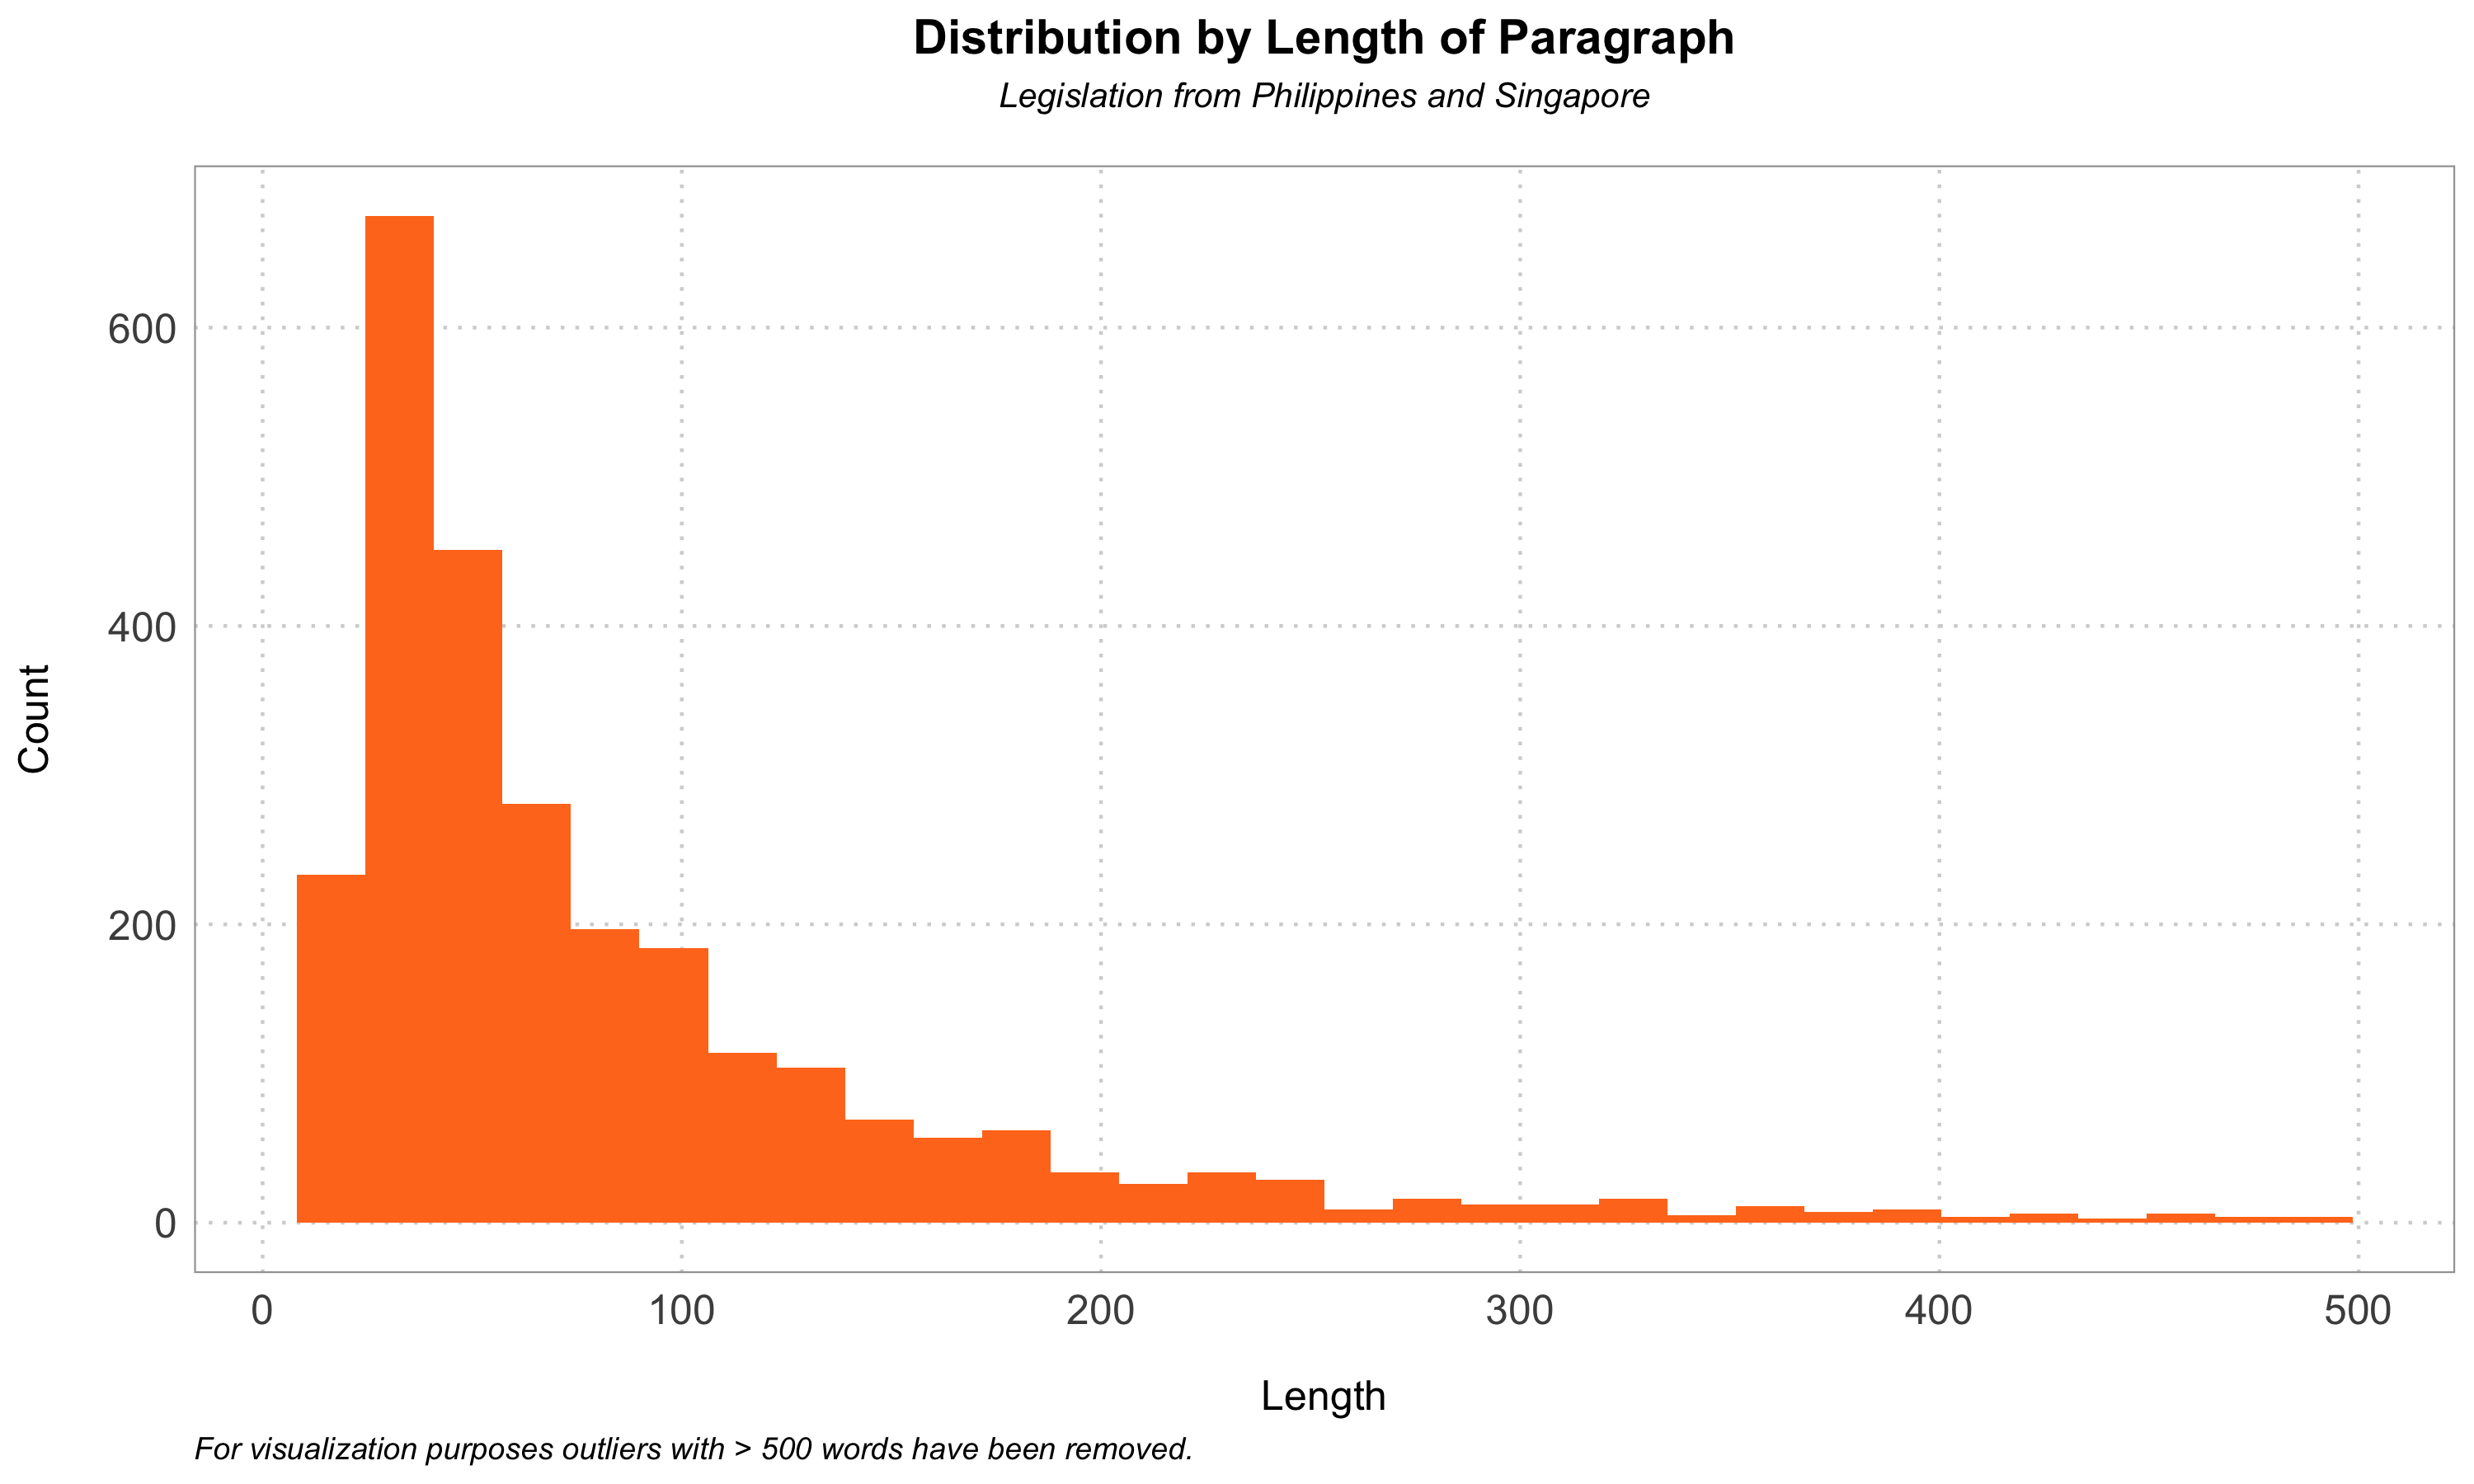 Distribution by Length of Paragraph
Legislation from Philippines and Singapore
600
400
200
0
Count
0 100 200 300 400 500
Length
For visualization purposes outliers with > 500 words have been removed.